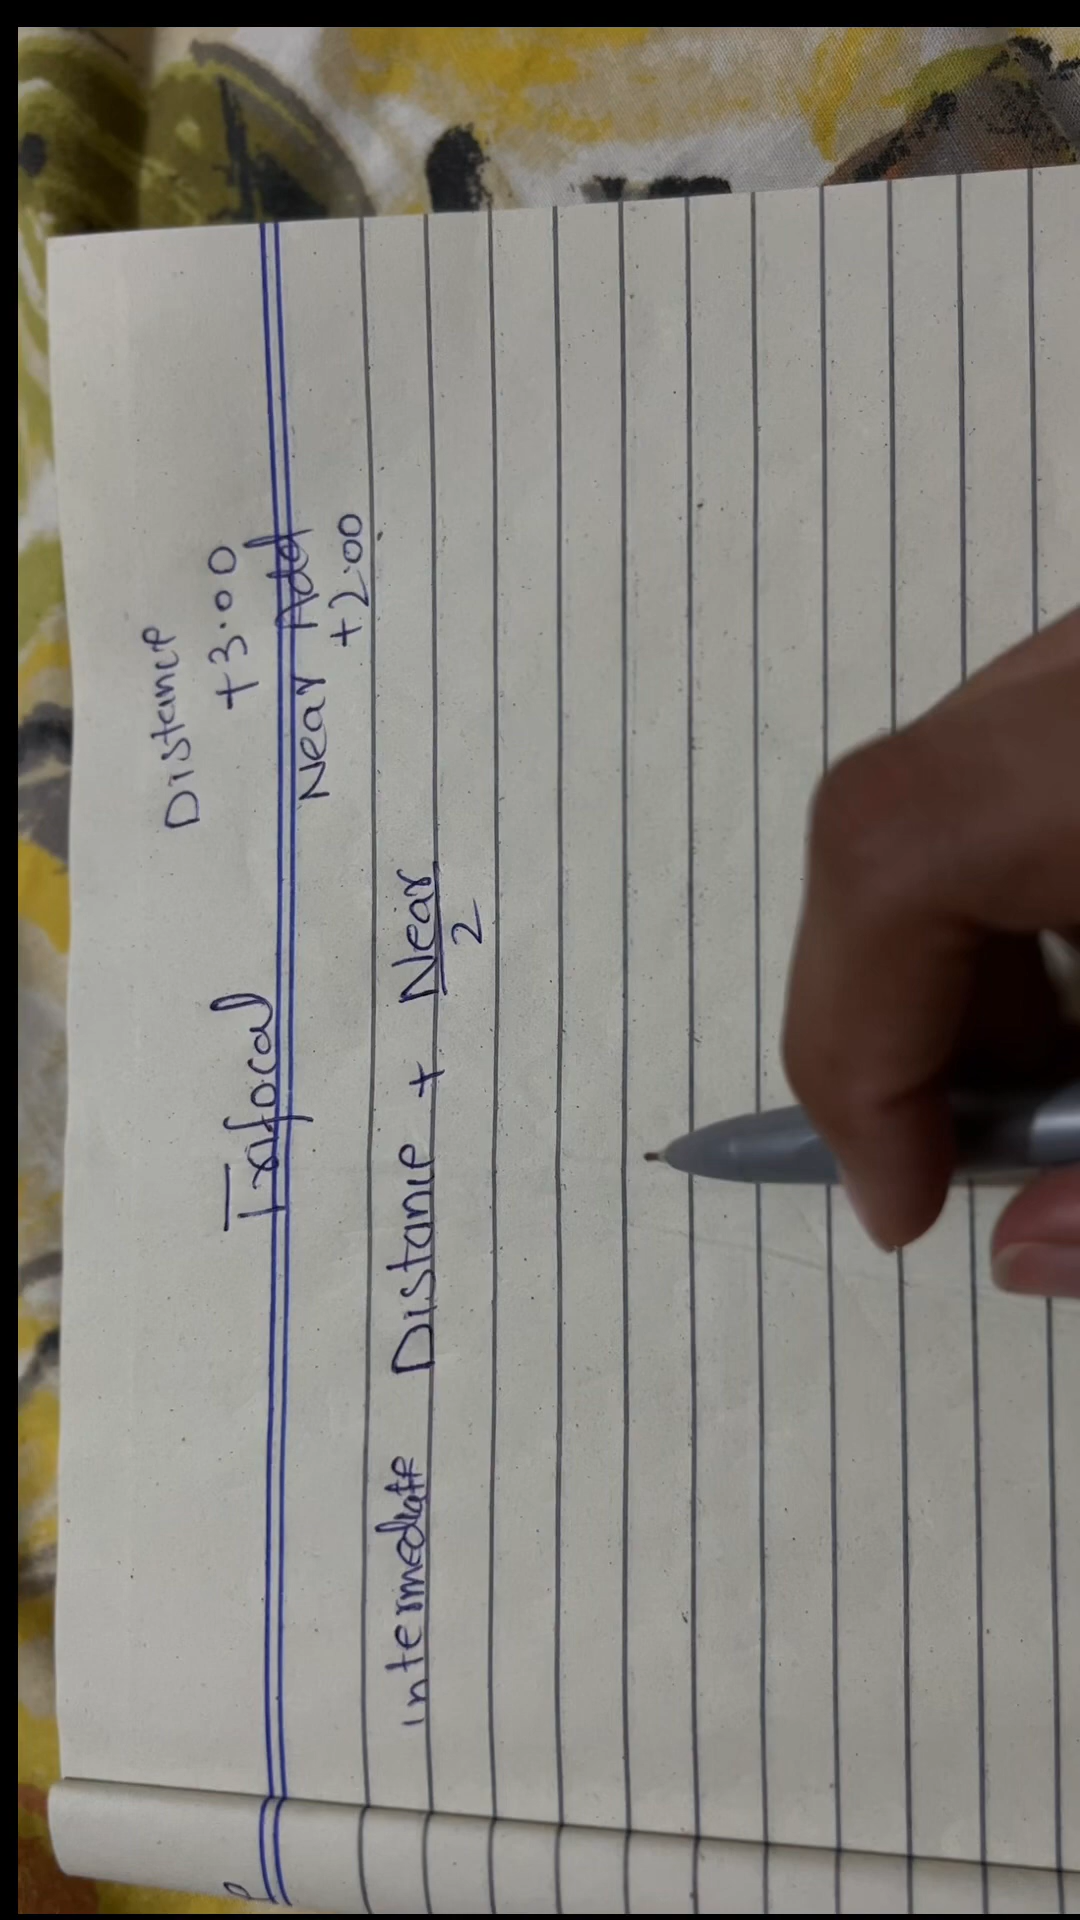 Distance
+3.00
Trifocal
Near Add
+2.00
Intermediate Distance + Near
2